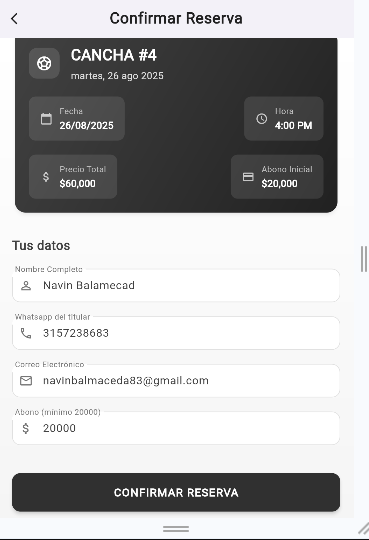 Confirmar Reserva
CANCHA #4
martes, 26 ago 2025
Fecha
26/08/2025
Hora
4:00 PM
Precio Total
$60,000
Abono Inicial
$20,000
Tus datos
Nombre Completo
Navin Balamecad
Whatsapp del titular
3157238683
Correo Electrónico
navinbalmaceda83@gmail.com
Abono (mínimo 20000)
20000
CONFIRMAR RESERVA